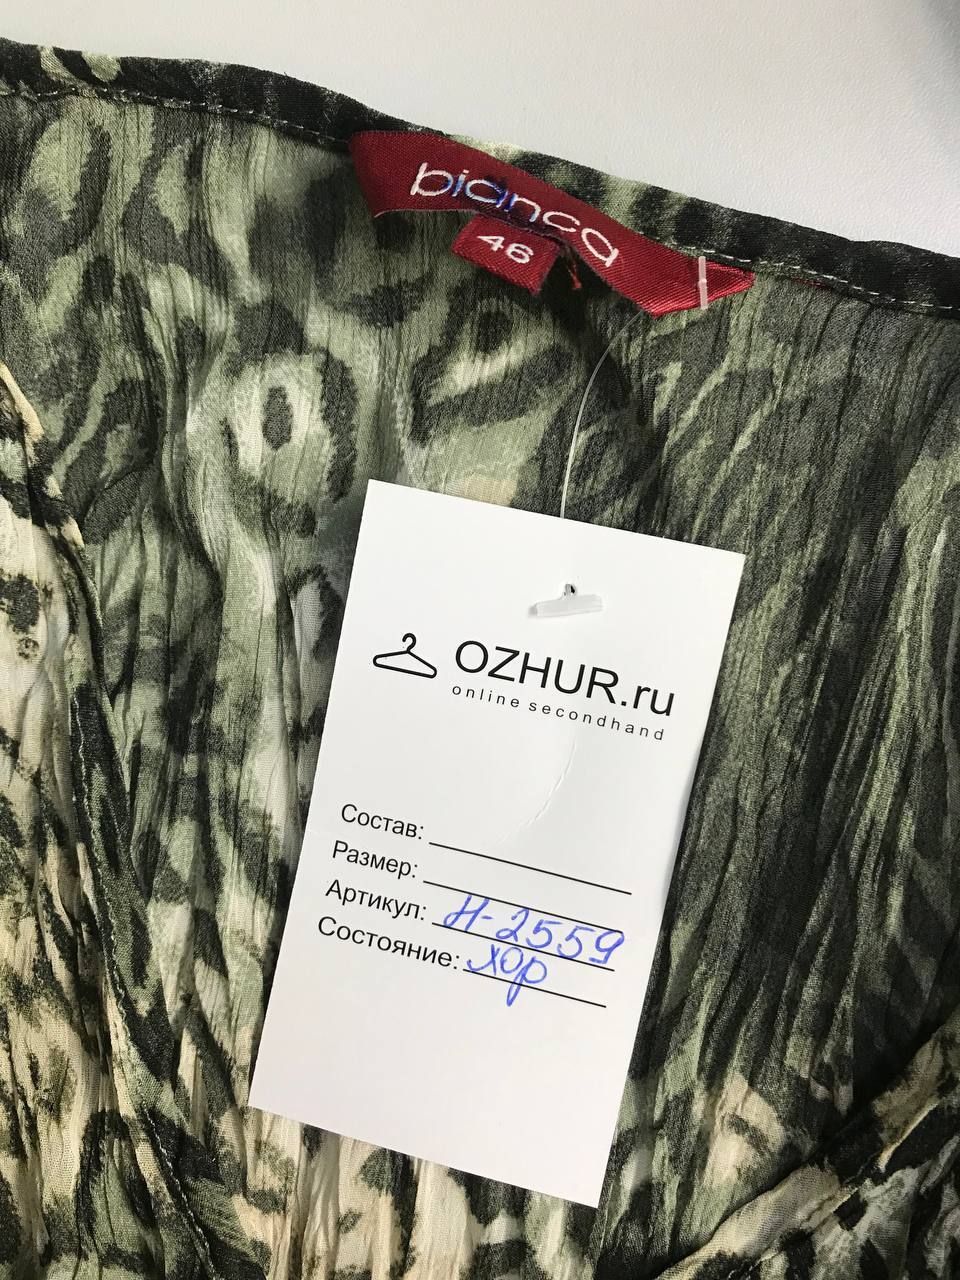 bianca
46
OZHUR.ru
online secondhand
Состав:
Размер:
Артикул: Н-2559
Состояние: хор